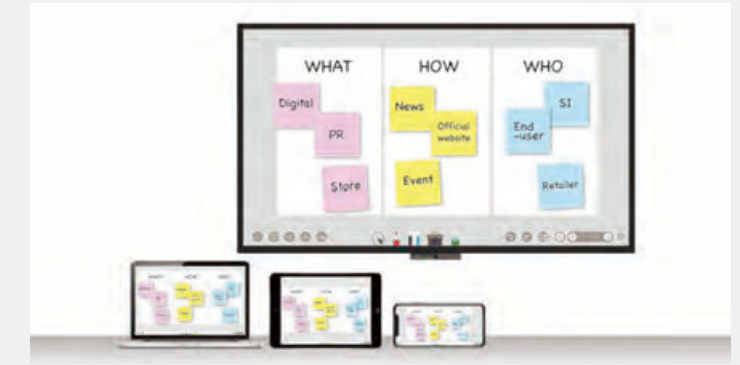 WHAT
HOW
WHO
Digital
PR
Store
News
Official
website
Event
SI
End
-user
Retailer